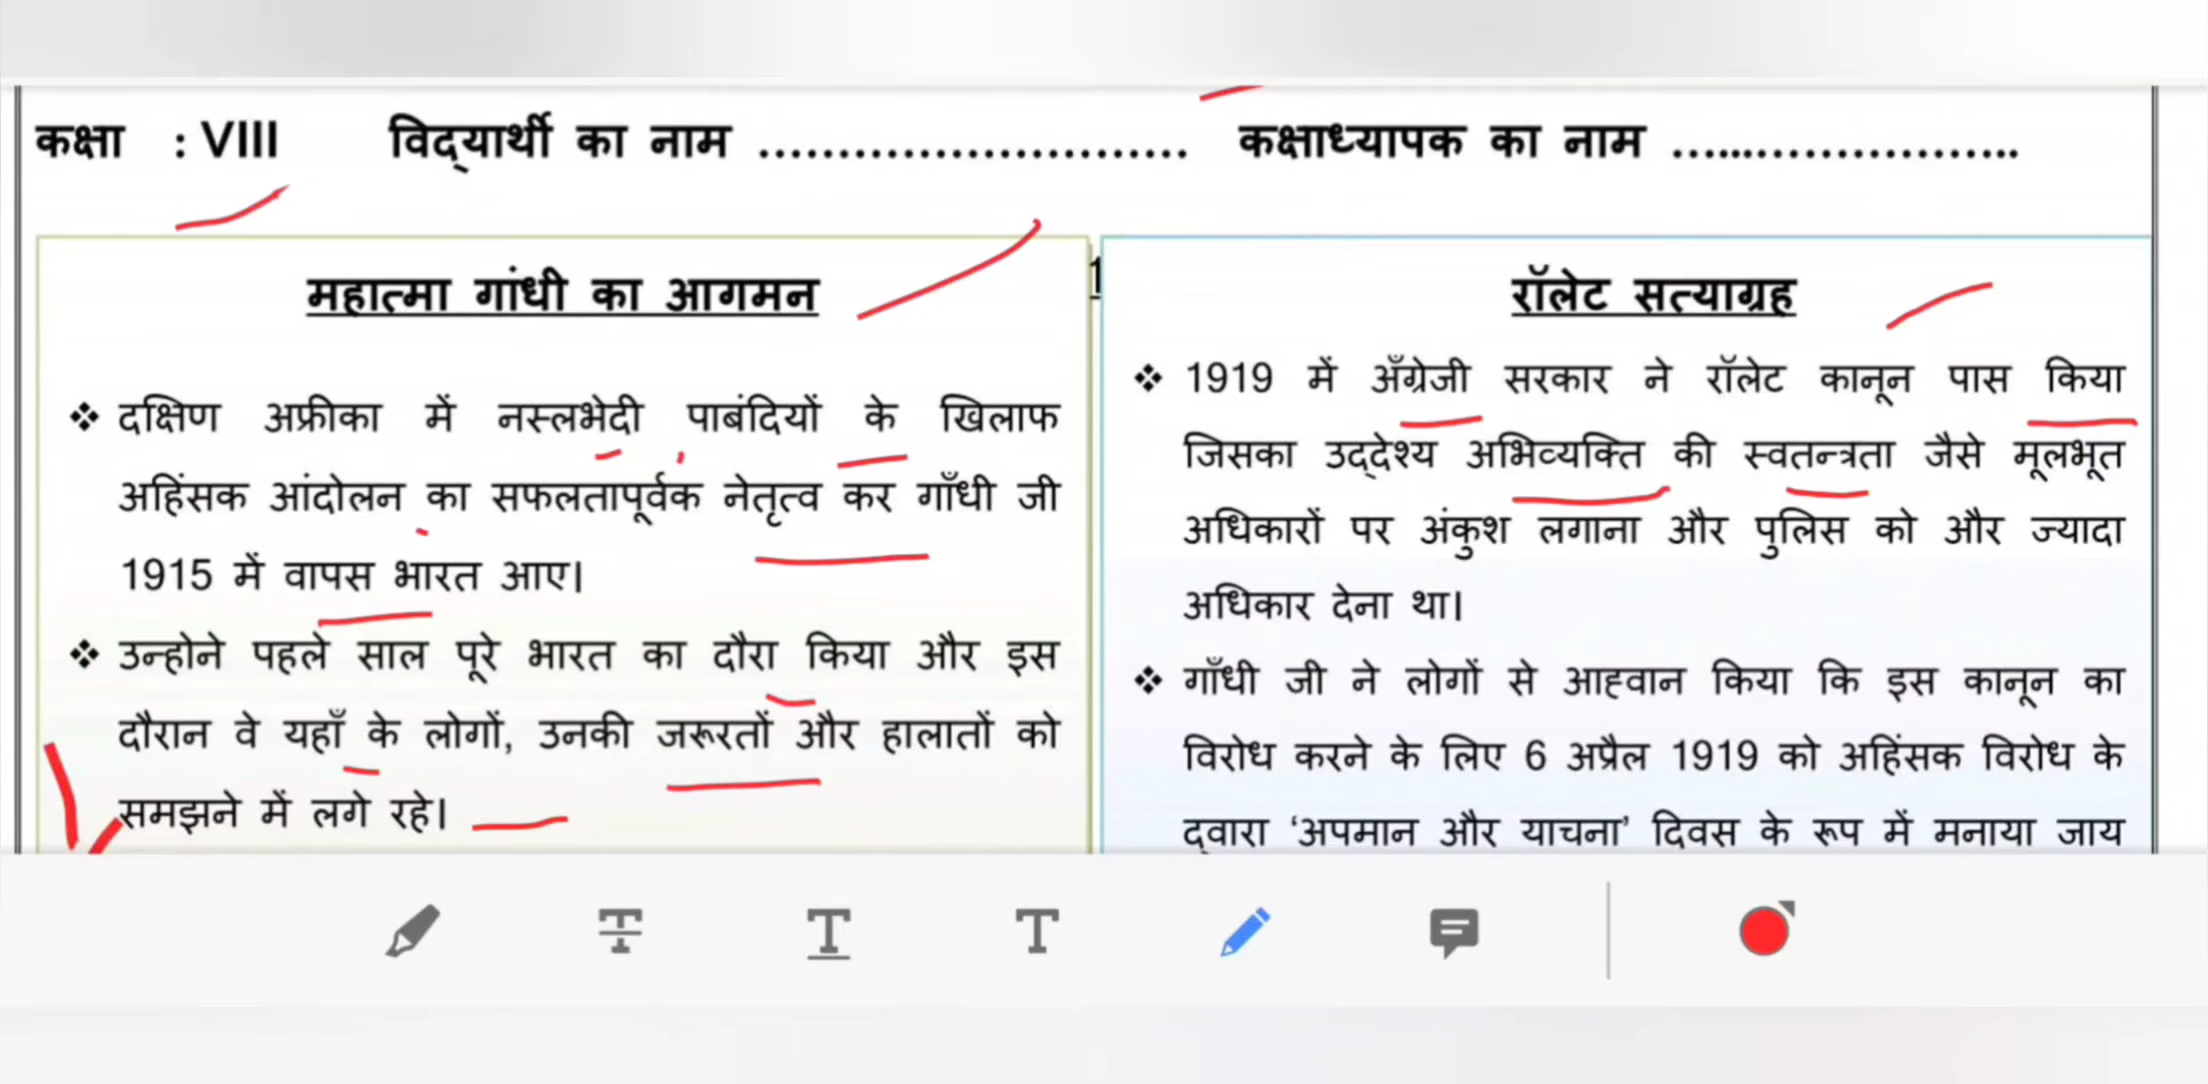 कक्षा : VIII विद्यार्थी का नाम ........................... कक्षाध्यापक का नाम ......................
महात्मा गांधी का आगमन
❖ दक्षिण अफ्रीका में नस्लभेदी पाबंदियों के खिलाफ
अहिंसक आंदोलन का सफलतापूर्वक नेतृत्व कर गाँधी जी
1915 में वापस भारत आए।
❖ उन्होने पहले साल पूरे भारत का दौरा किया और इस
दौरान वे यहाँ के लोगों, उनकी जरूरतों और हालातों को
समझने में लगे रहे।
1
रॉलेट सत्याग्रह
❖ 1919 में अँग्रेजी सरकार ने रॉलेट कानून पास किया
जिसका उद्देश्य अभिव्यक्ति की स्वतन्त्रता जैसे मूलभूत
अधिकारों पर अंकुश लगाना और पुलिस को और ज्यादा
अधिकार देना था।
❖ गाँधी जी ने लोगों से आह्वान किया कि इस कानून का
विरोध करने के लिए 6 अप्रैल 1919 को अहिंसक विरोध के
द्वारा ‘अपमान और याचना’ दिवस के रूप में मनाया जाय